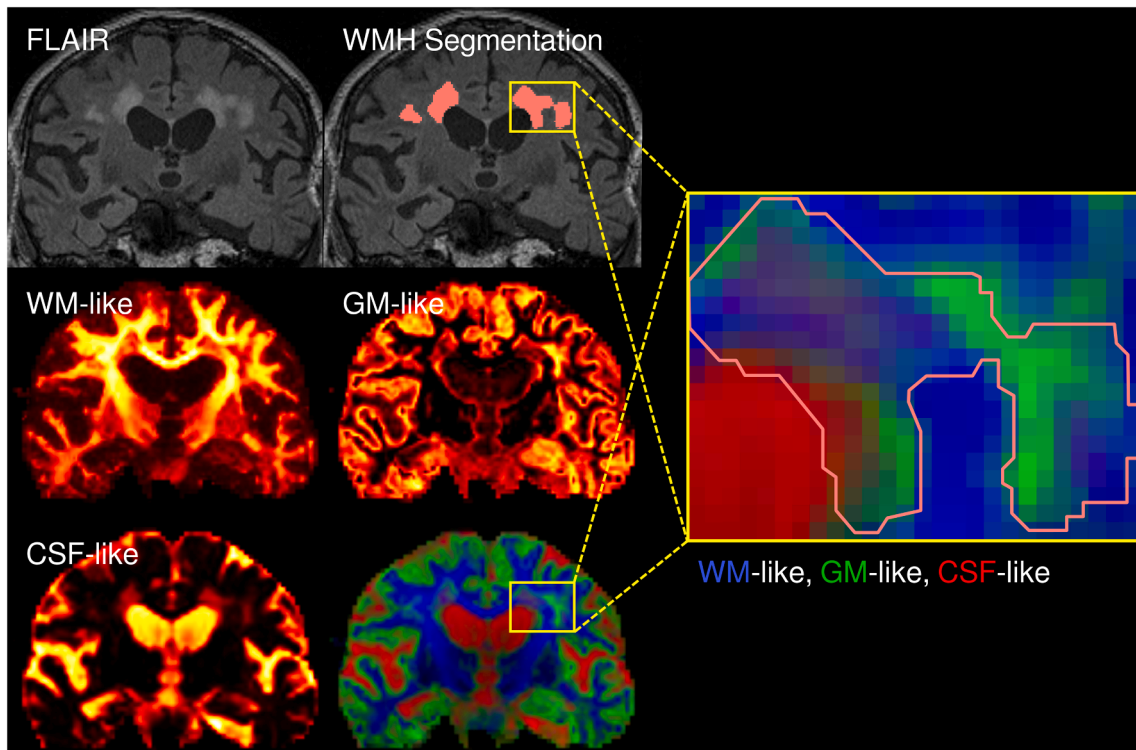 FLAIR
WMH Segmentation
WM-like
GM-like
CSF-like
WM-like, GM-like, CSF-like